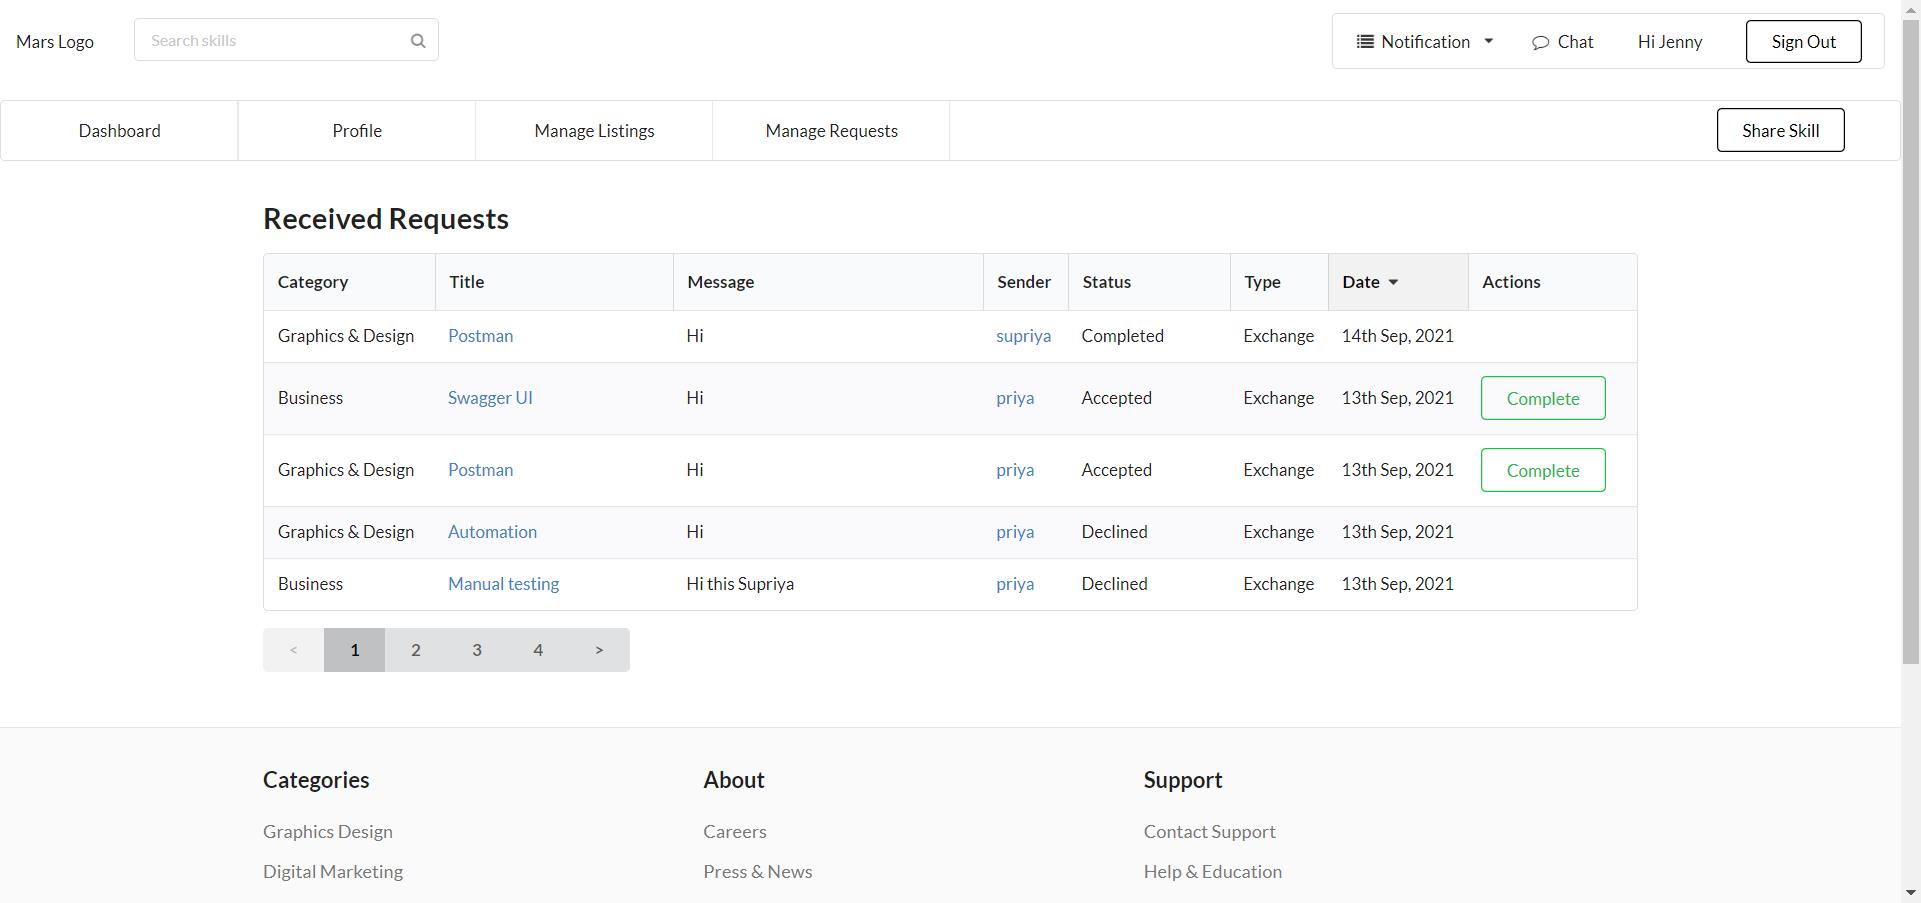 Mars Logo
Search skills
Notification
Chat
Hi Jenny
Sign Out
Dashboard
Profile
Manage Listings
Manage Requests
Share Skill
Received Requests
Category Title Message Sender Status Type Date Actions
Graphics & Design Postman Hi supriya Completed Exchange 14th Sep, 2021
Business Swagger UI Hi priya Accepted Exchange 13th Sep, 2021 Complete
Graphics & Design Postman Hi priya Accepted Exchange 13th Sep, 2021 Complete
Graphics & Design Automation Hi priya Declined Exchange 13th Sep, 2021
Business Manual testing Hi this Supriya priya Declined Exchange 13th Sep, 2021
< 1 2 3 4 >
Categories
Graphics Design
Digital Marketing
About
Careers
Press & News
Support
Contact Support
Help & Education